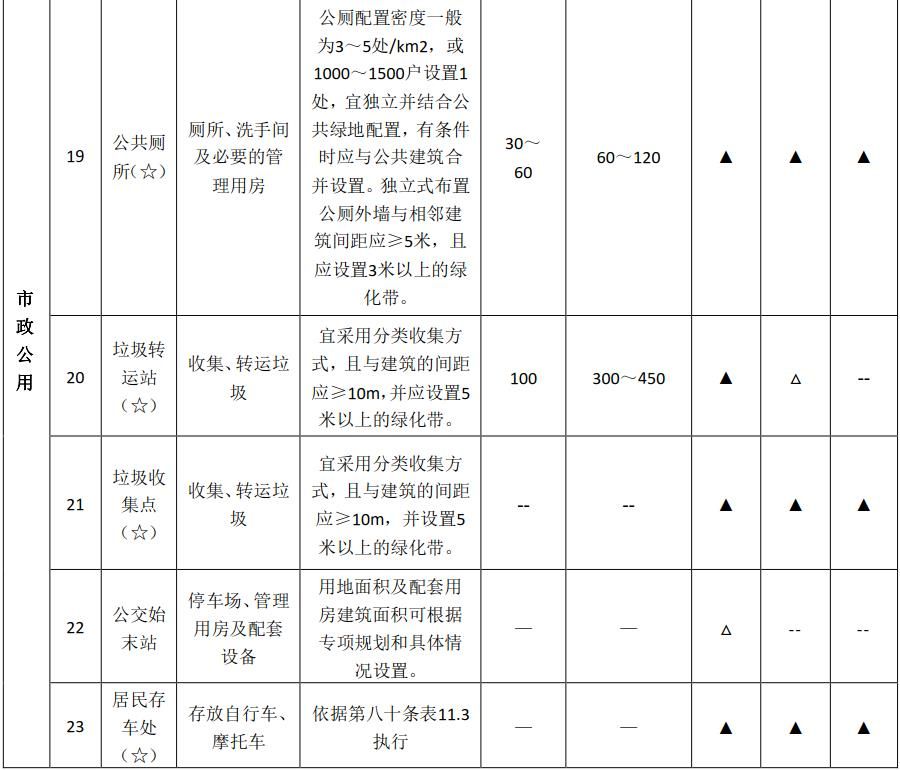 市
政
公
用
19
公共厕
所(☆)
厕所、洗手间
及必要的管
理用房
公厕配置密度一般
为3～5处/km2，或
1000～1500户设置1
处，宜独立并结合公
共绿地配置，有条件
时应与公共建筑合
并设置。独立式布置
公厕外墙与相邻建
筑间距应≥5米，且
应设置3米以上的绿
化带。
30～
60
60～120
▲
▲
▲
20
垃圾转
运站
（☆）
收集、转运垃
圾
宜采用分类收集方
式，且与建筑的间距
应≥10m，并应设置5
米以上的绿化带。
100
300～450
▲
△
--
21
垃圾收
集点
（☆）
收集、转运垃
圾
宜采用分类收集方
式，且与建筑的间距
应≥10m，并设置5
米以上的绿化带。
--
--
▲
▲
▲
22
公交始
末站
停车场、管理
用房及配套
设备
用地面积及配套用
房建筑面积可根据
专项规划和具体情
况设置。
—
—
△
--
--
23
居民存
车处
（☆）
存放自行车、
摩托车
依据第八十条表11.3
执行
—
—
▲
▲
▲